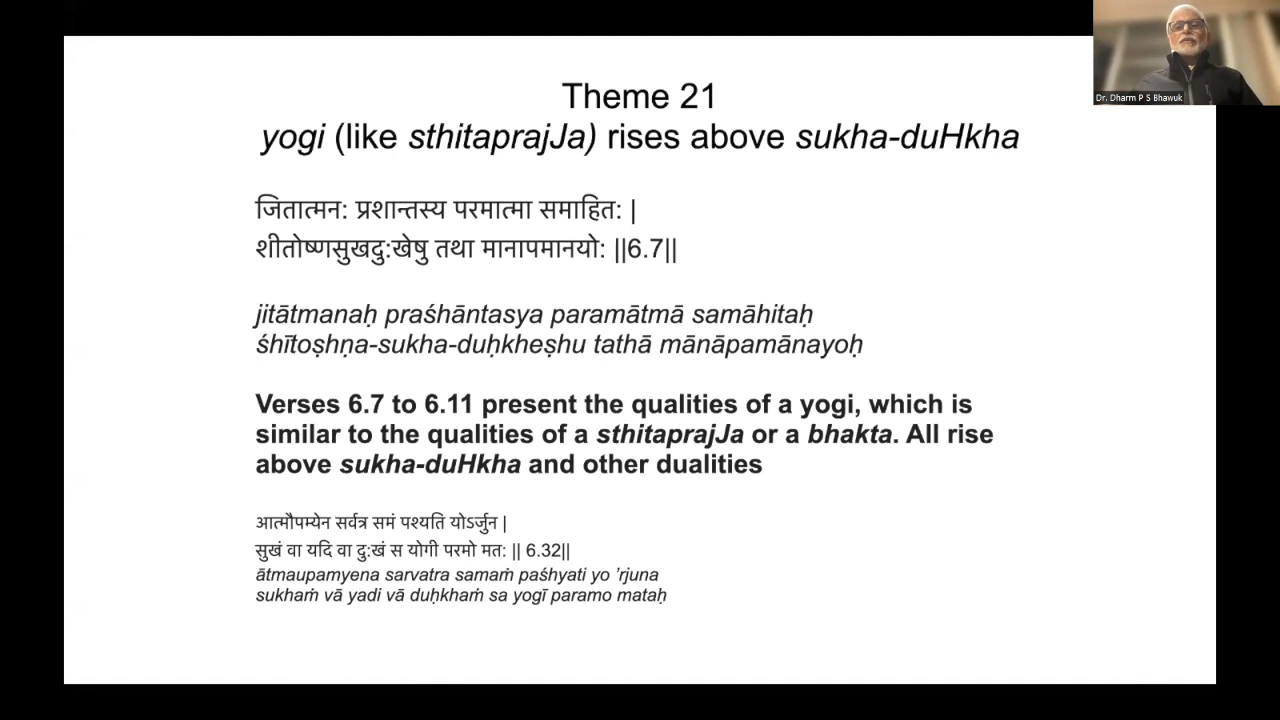 Dr. Dharm P S Bhawuk
Theme 21
yogi (like sthitaprajJa) rises above sukha-duHkha
जितात्मन: प्रशान्तस्य परमात्मा समाहित: |
शीतोष्णसुखदु:खेषु तथा मानापमानयो: ||6.7||
jitātmanaḥ praśhāntasya paramātmā samāhitaḥ
śhītoṣhṇa-sukha-duḥkheṣhu tathā mānāpamānayoḥ
Verses 6.7 to 6.11 present the qualities of a yogi, which is
similar to the qualities of a sthitaprajJa or a bhakta. All rise
above sukha-duHkha and other dualities
आत्मौपम्येन सर्वत्र समं पश्यति योऽर्जुन |
सुखं वा यदि वा दु:खं स योगी परमो मत: || 6.32||
ātmaupamyena sarvatra samaṁ paśhyati yo ’rjuna
sukhaṁ vā yadi vā duḥkhaṁ sa yogī paramo mataḥ